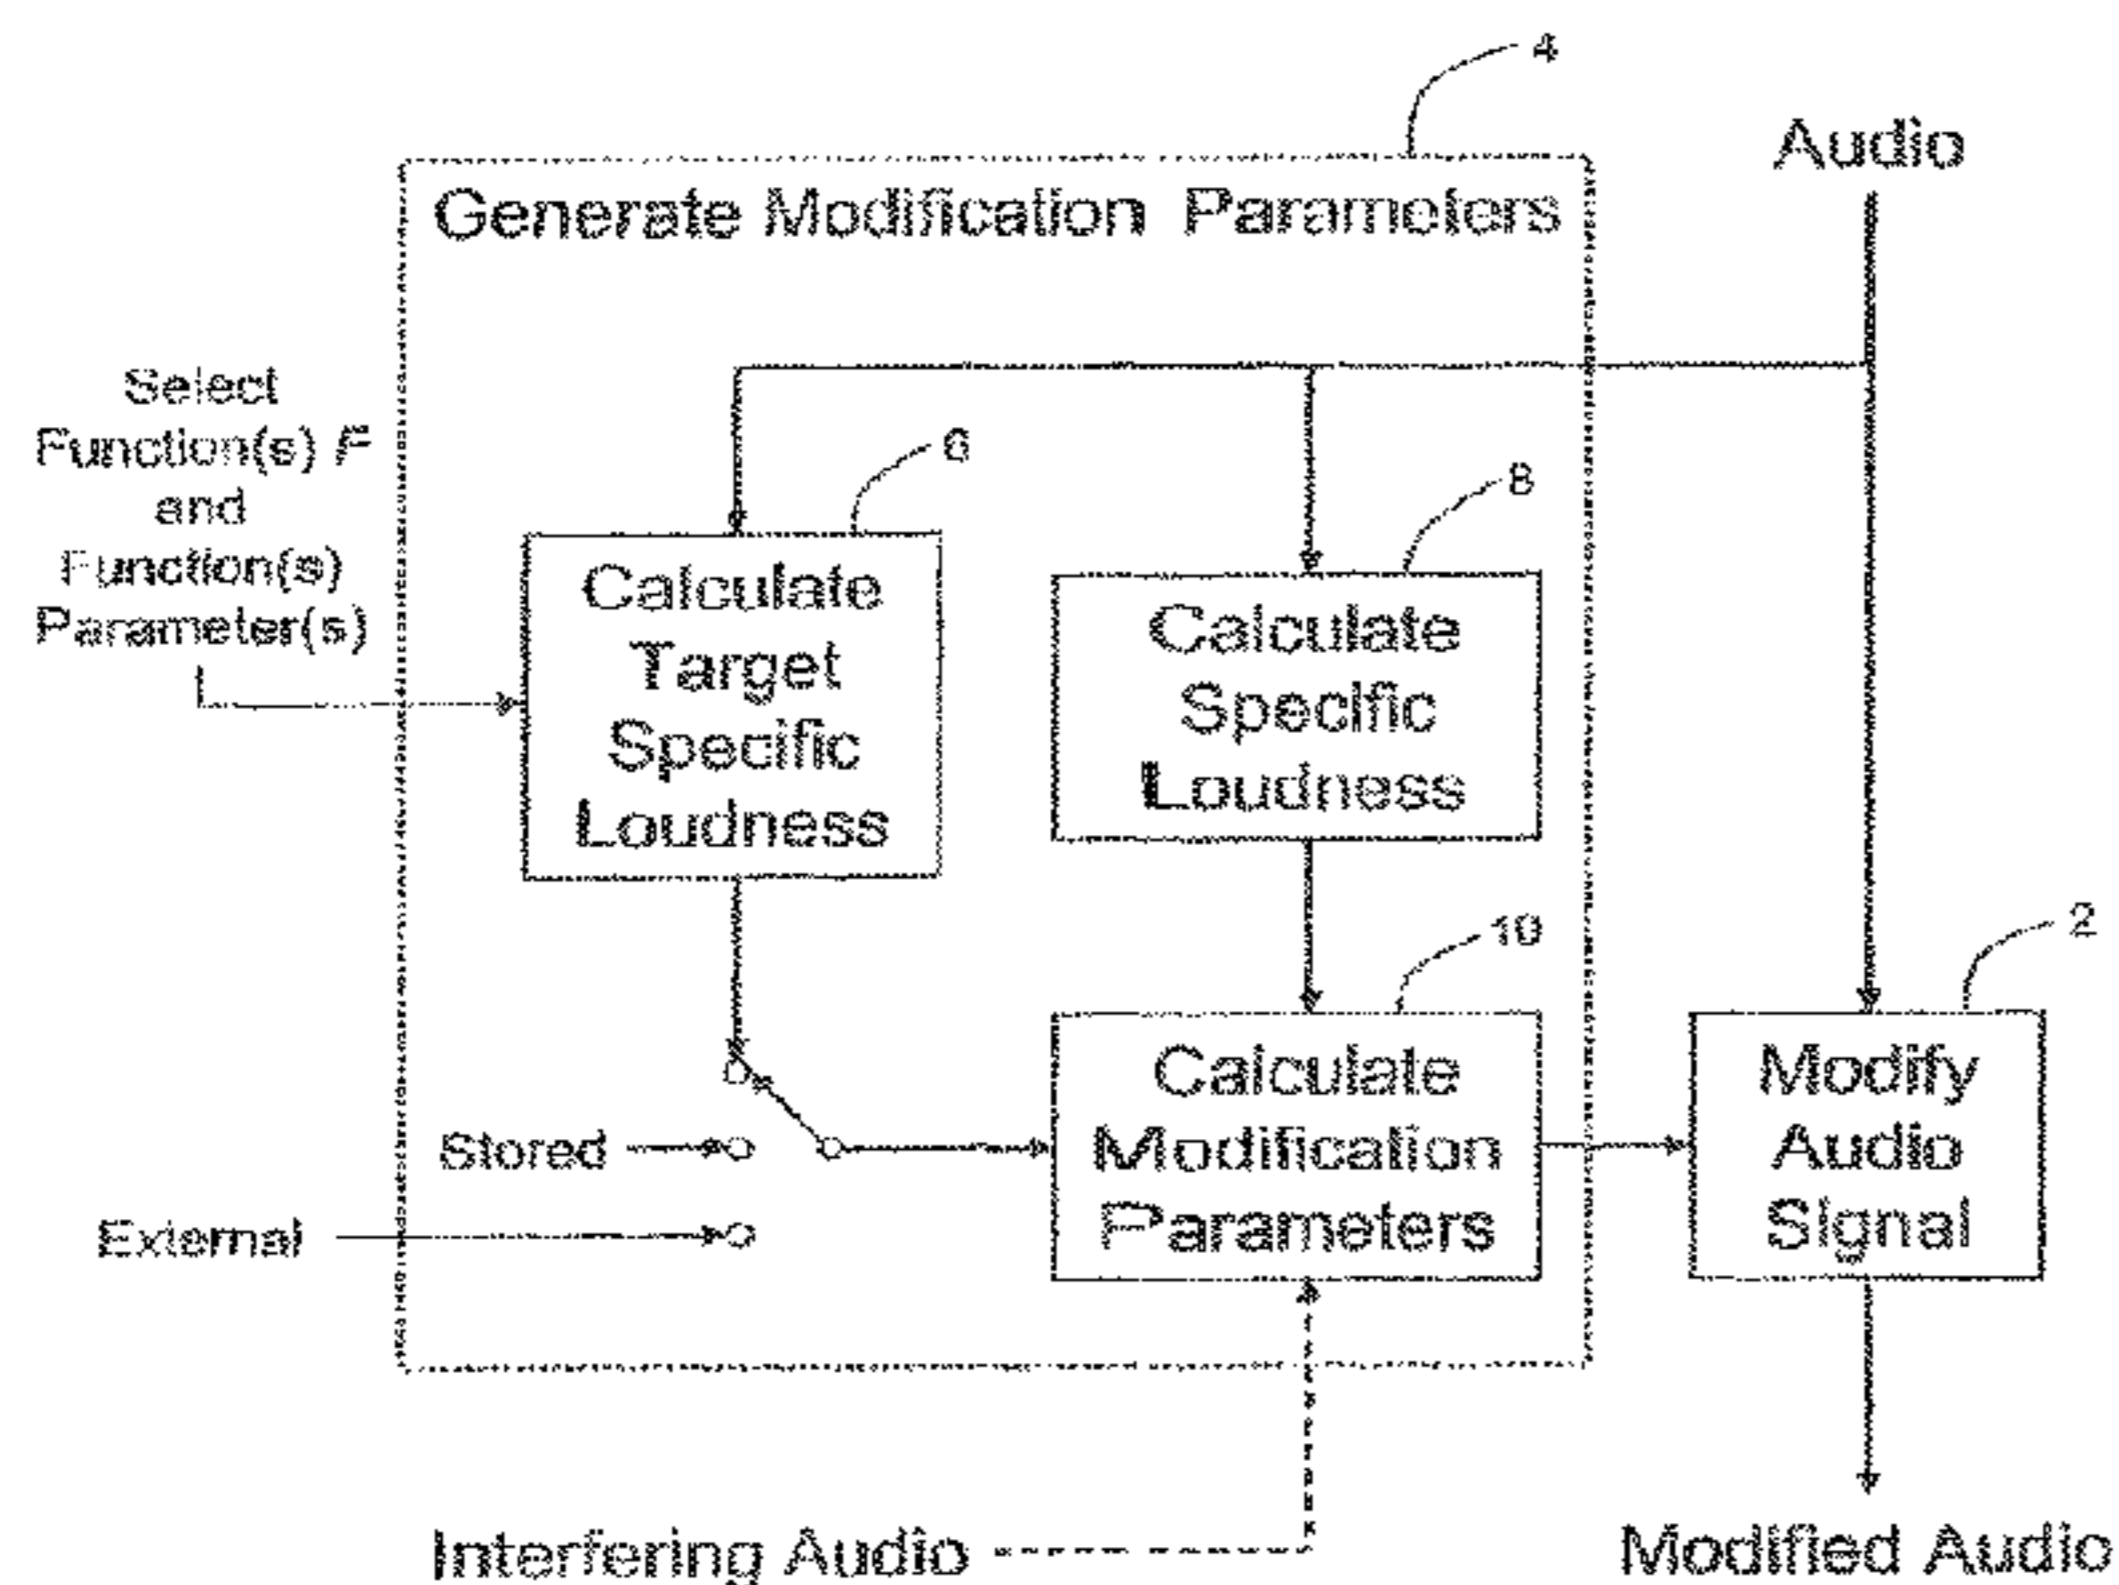 4
Audio
Generate Modification Parameters
Select
Function(s) F
and
Function(s)
Parameter(s)
6
8
Calculate
Target
Specific
Loudness
Calculate
Specific
Loudness
10
2
Calculate
Modification
Parameters
Modify
Audio
Signal
Stored
External
Interfering Audio
Modified Audio